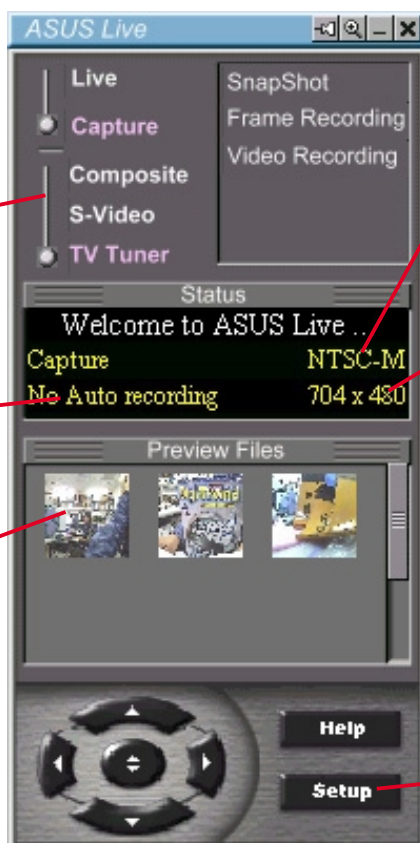 ASUS Live
Live
Capture
Composite
S-Video
TV Tuner
SnapShot
Frame Recording
Video Recording
Status
Welcome to ASUS Live ..
Capture NTSC-M
No Auto recording 704 x 480
Preview Files
Help
Setup